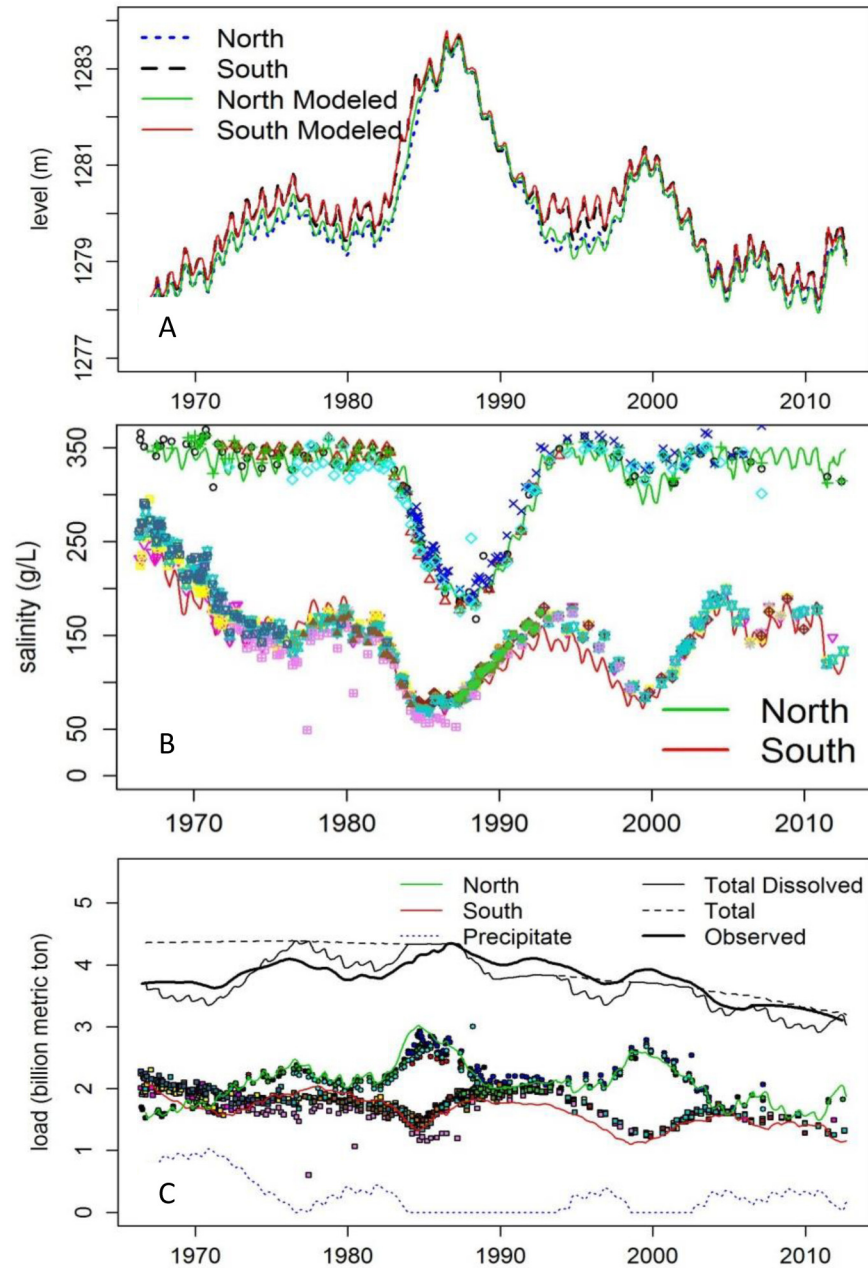 North
South
North Modeled
South Modeled
level (m)
1283
1281
1279
1277
A
1970 1980 1990 2000 2010
salinity (g/L)
350
250
150
50
0
B
North
South
1970 1980 1990 2000 2010
load (billion metric ton)
5
4
3
2
1
0
North Total Dissolved
South Total
Precipitate Observed
C
1970 1980 1990 2000 2010